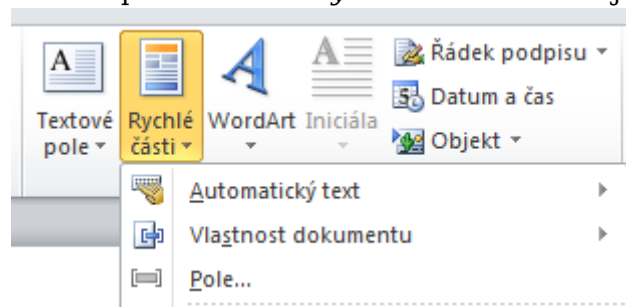 Textové pole
Rychlé části
WordArt
Iniciála
Řádek podpisu
Datum a čas
Objekt
Automatický text
Vlastnost dokumentu
Pole...